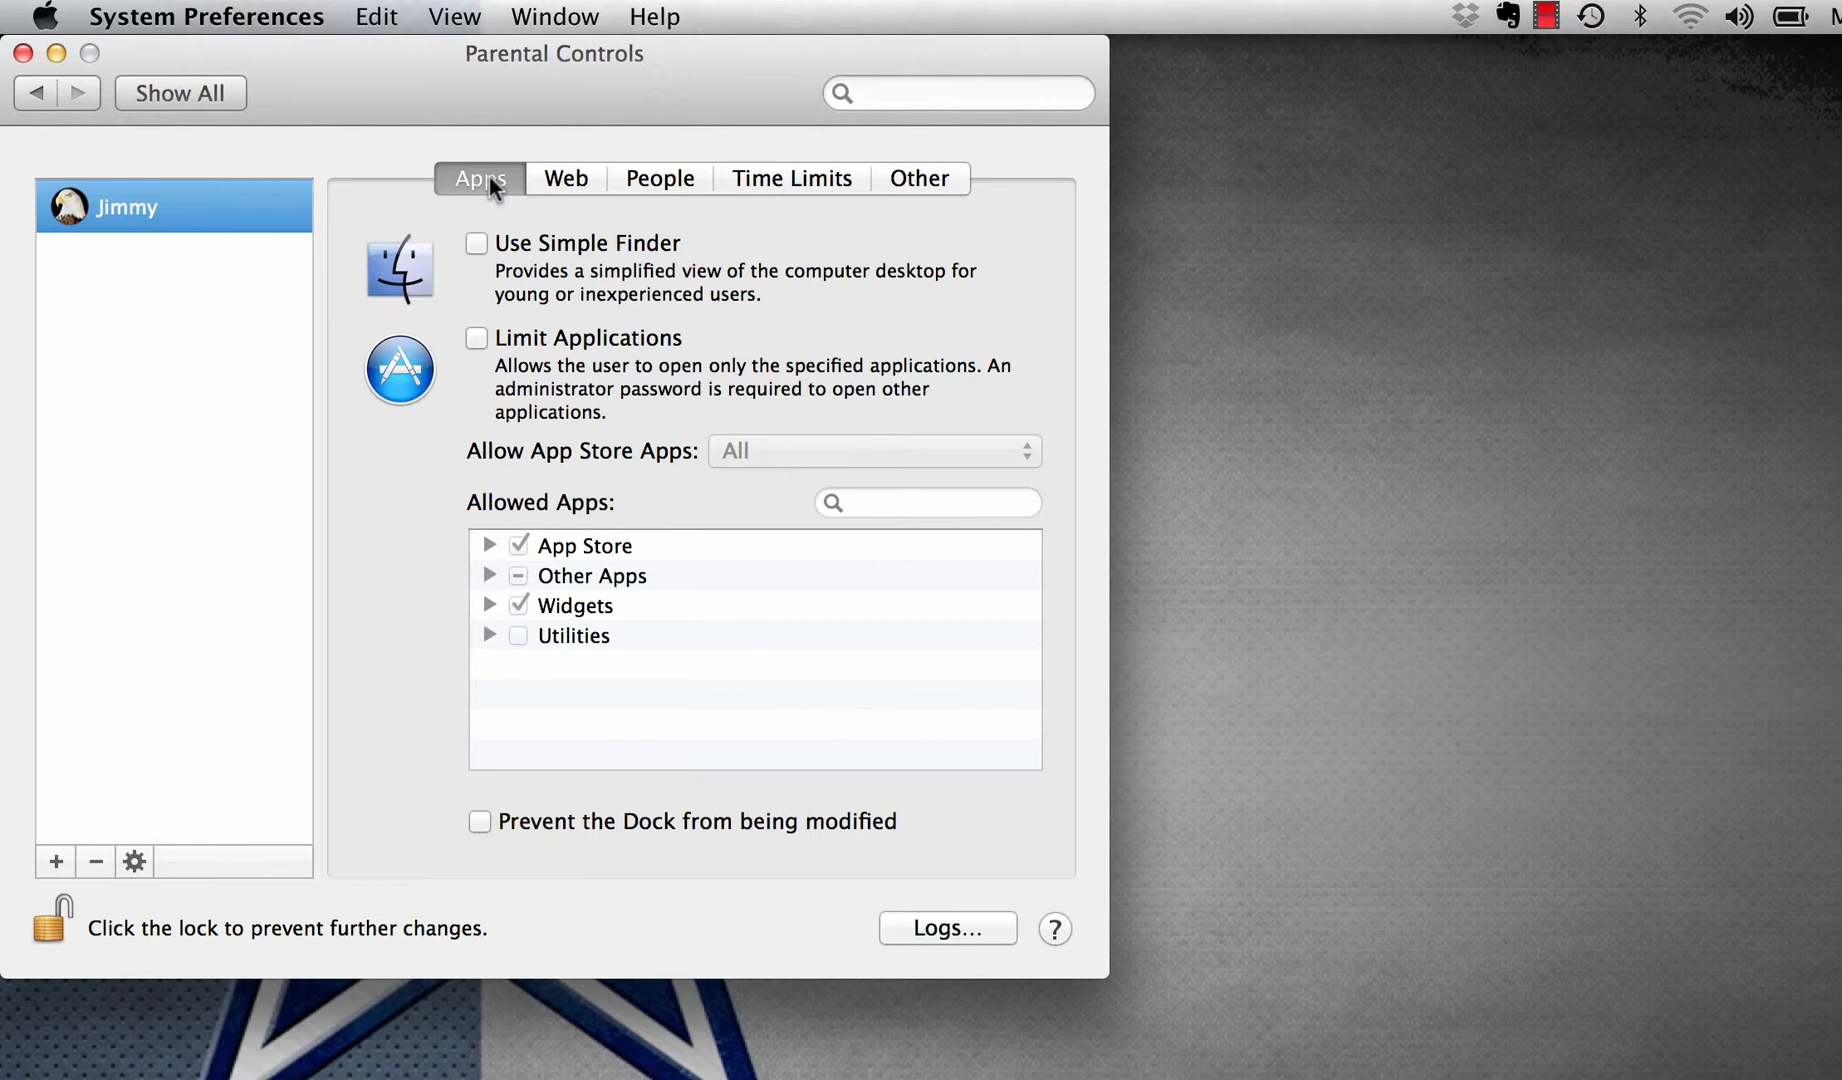 System Preferences Edit View Window Help
Parental Controls
Show All
Apps Web People Time Limits Other
Jimmy
Use Simple Finder
Provides a simplified view of the computer desktop for
young or inexperienced users.
Limit Applications
Allows the user to open only the specified applications. An
administrator password is required to open other
applications.
Allow App Store Apps: All
Allowed Apps:
App Store
Other Apps
Widgets
Utilities
Prevent the Dock from being modified
Click the lock to prevent further changes.
Logs... ?